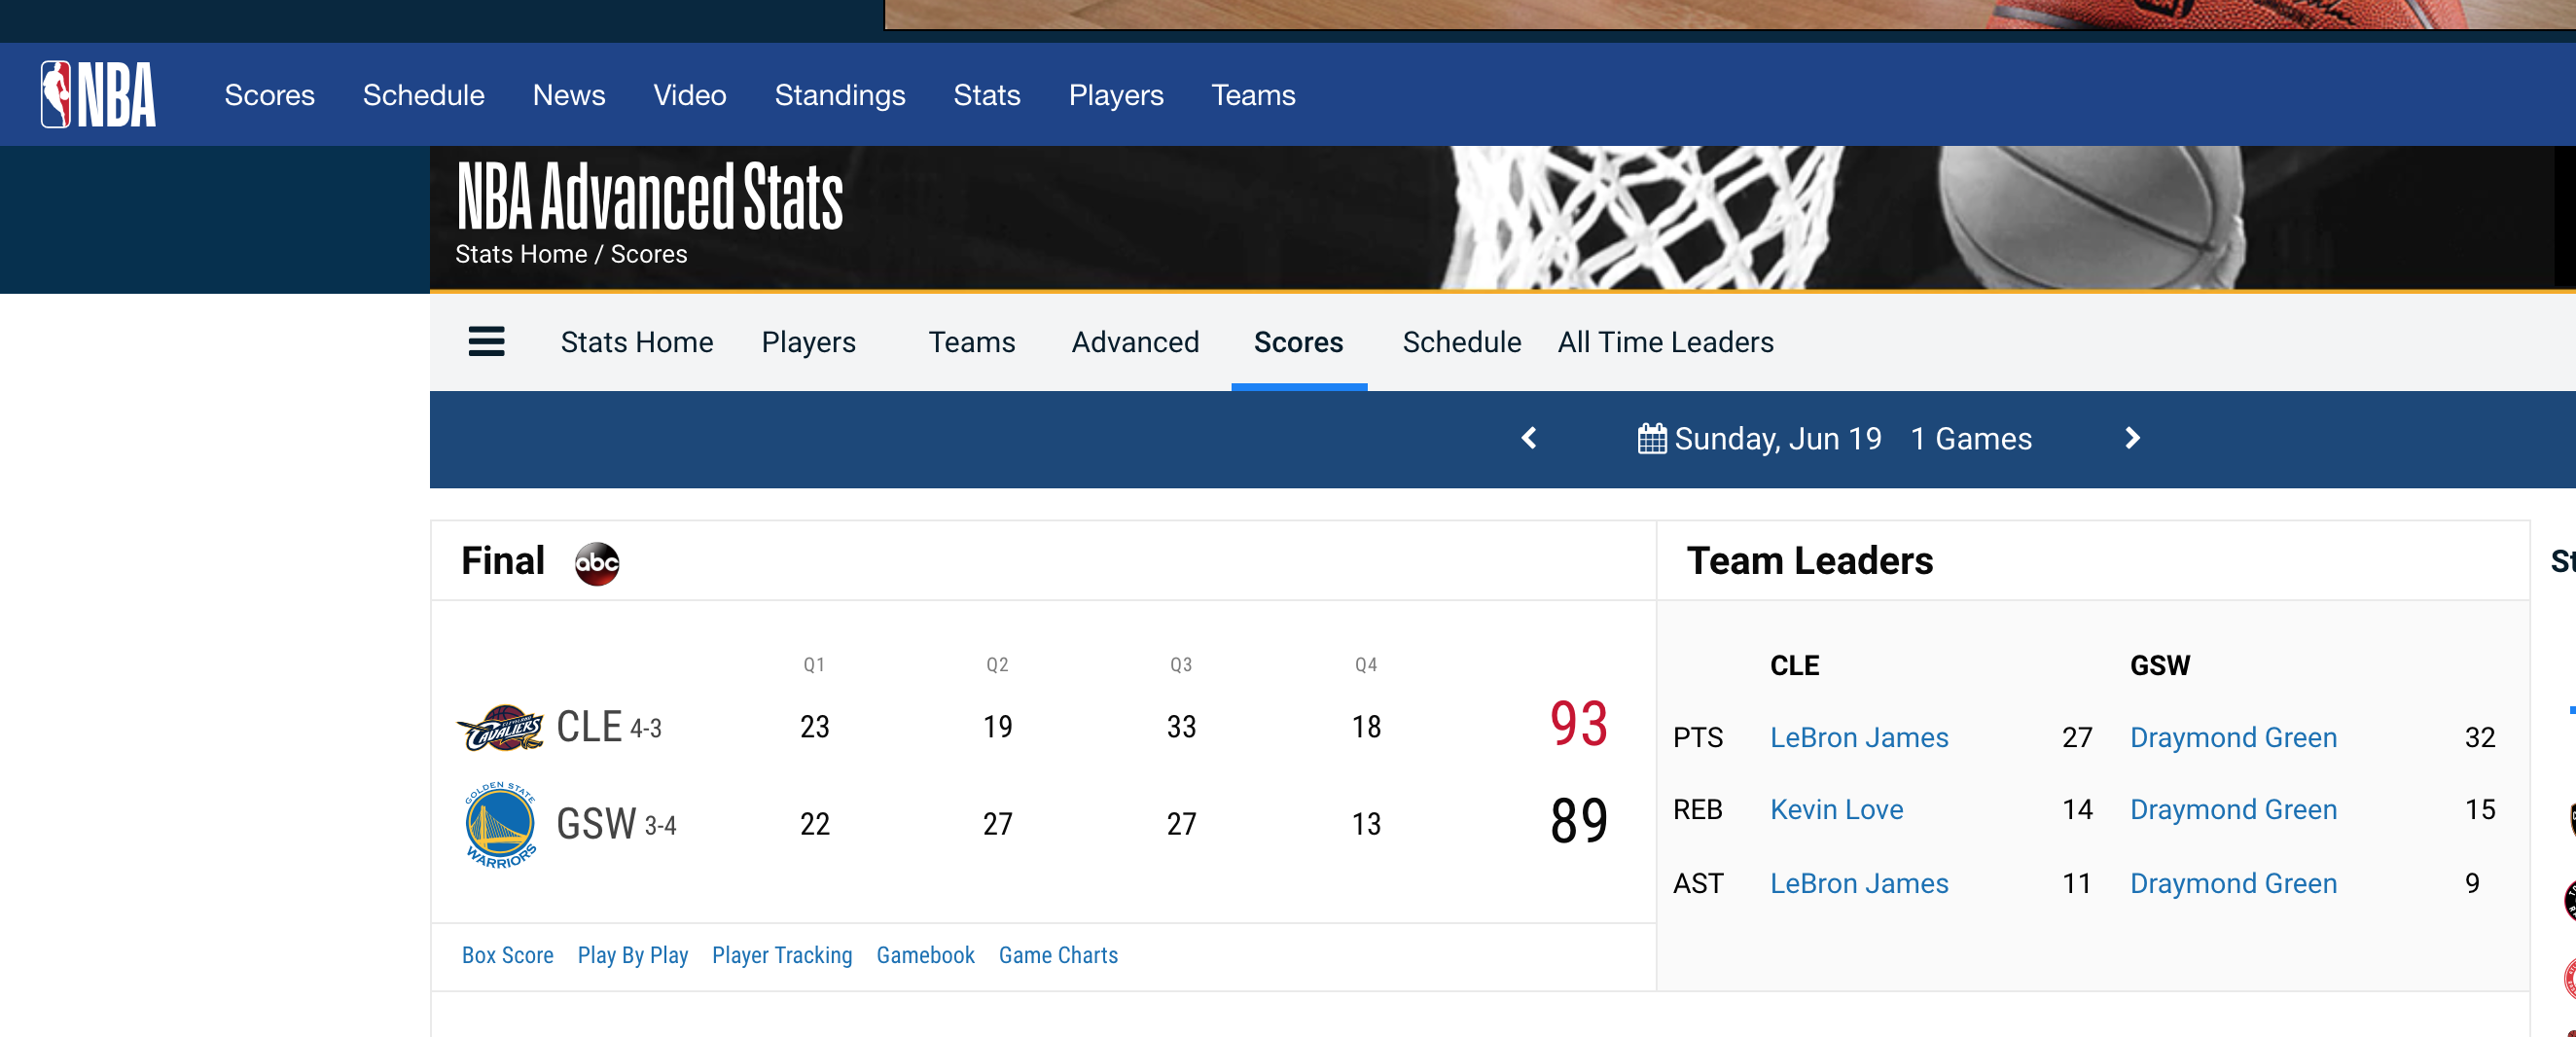 NBA Scores Schedule News Video Standings Stats Players Teams
NBA Advanced Stats
Stats Home / Scores
Stats Home Players Teams Advanced Scores Schedule All Time Leaders
Sunday, Jun 19 1 Games
Final abc
Team Leaders
Q1 Q2 Q3 Q4
CAVALIERS CLE 4-3 23 19 33 18 93
GOLDEN STATE
WARRIORS
GSW 3-4 22 27 27 13 89
Box Score Play By Play Player Tracking Gamebook Game Charts
CLE GSW
PTS LeBron James 27 Draymond Green 32
REB Kevin Love 14 Draymond Green 15
AST LeBron James 11 Draymond Green 9